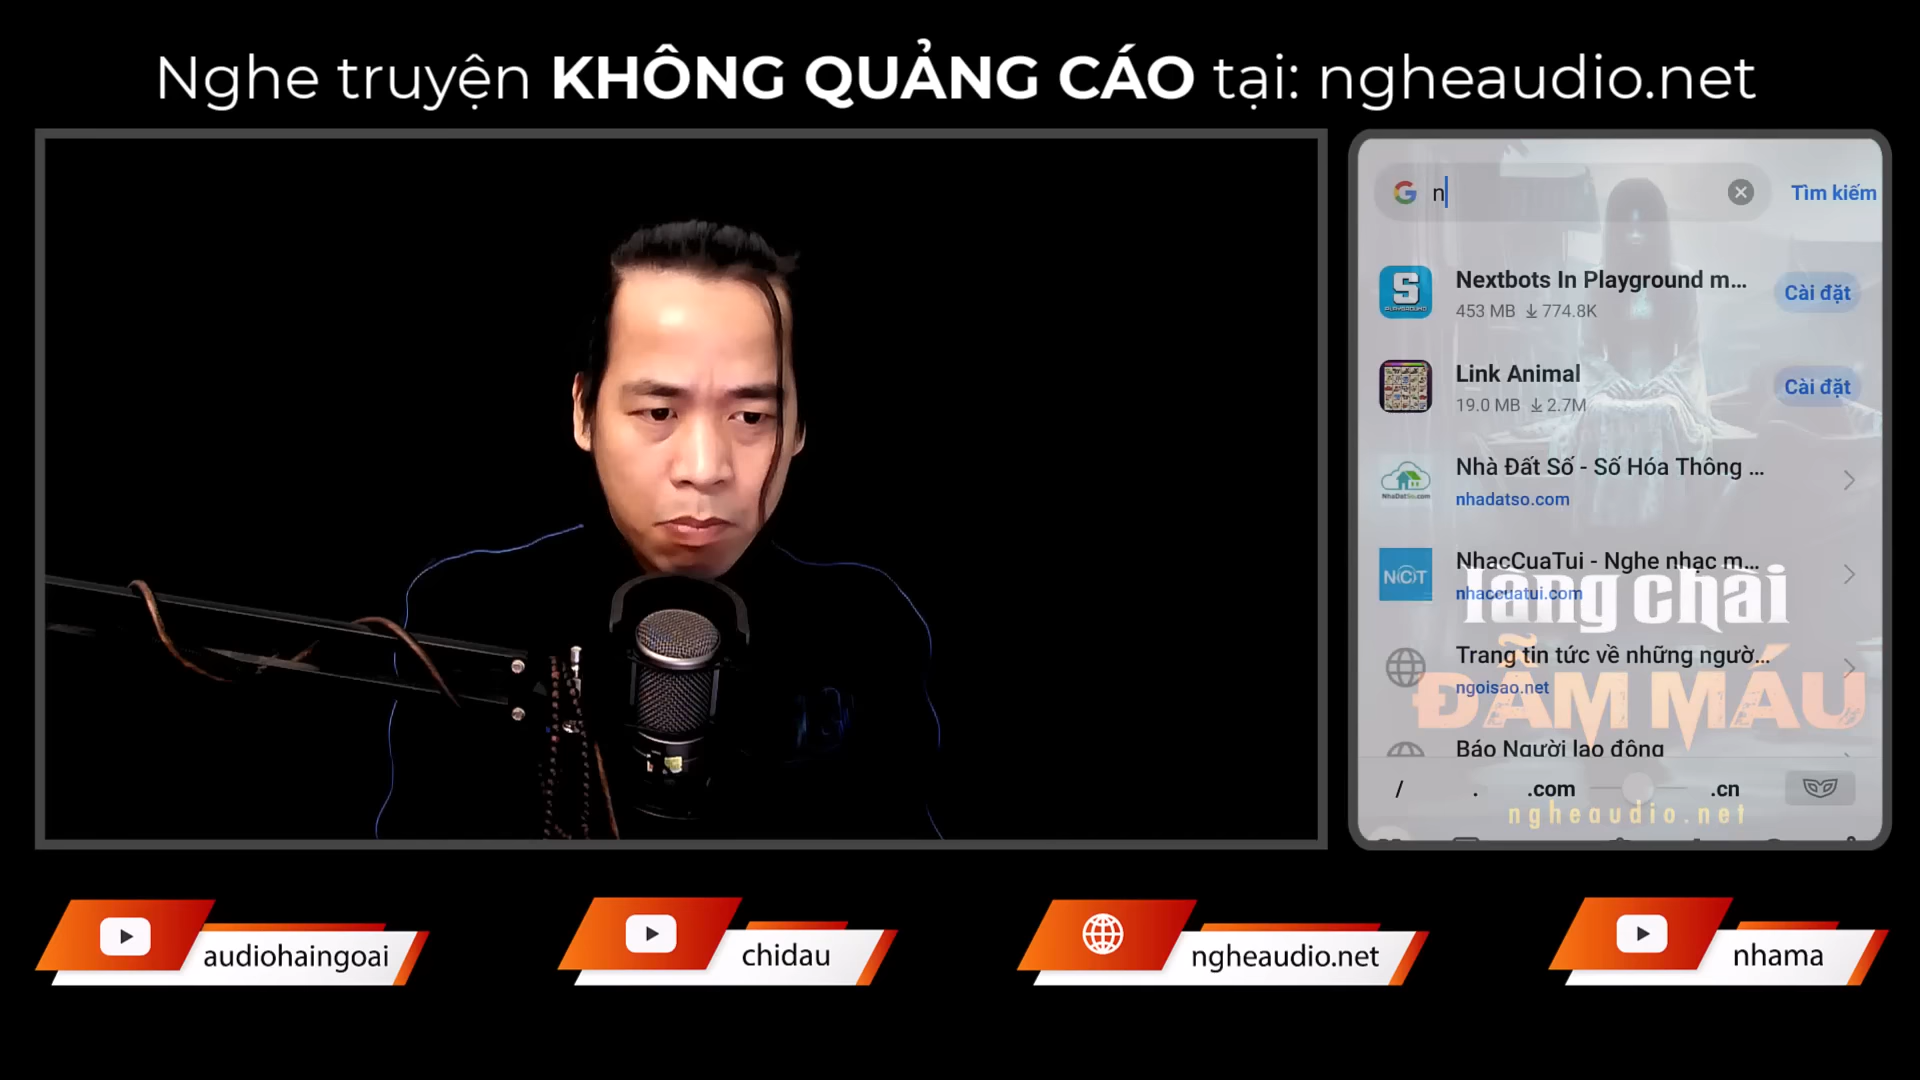 Nghe truyện KHÔNG QUẢNG CÁO tại: ngheaudio.net
n
Tìm kiếm
Nextbots In Playground m...
453 MB 774.8K
Cài đặt
Link Animal
19.0 MB 2.7M
Cài đặt
Nhà Đất Số - Số Hóa Thông ...
nhadatso.com
NhacCuaTui - Nghe nhạc m...
nhaccuatui.com
làng chài
Trang tin tức về những ngườ...
ngoisao.net
ĐẪM MÁU
Báo Người lao động
/ . .com .cn
ngheaudio.net
audiohaingoai
chidau
ngheaudio.net
nhama